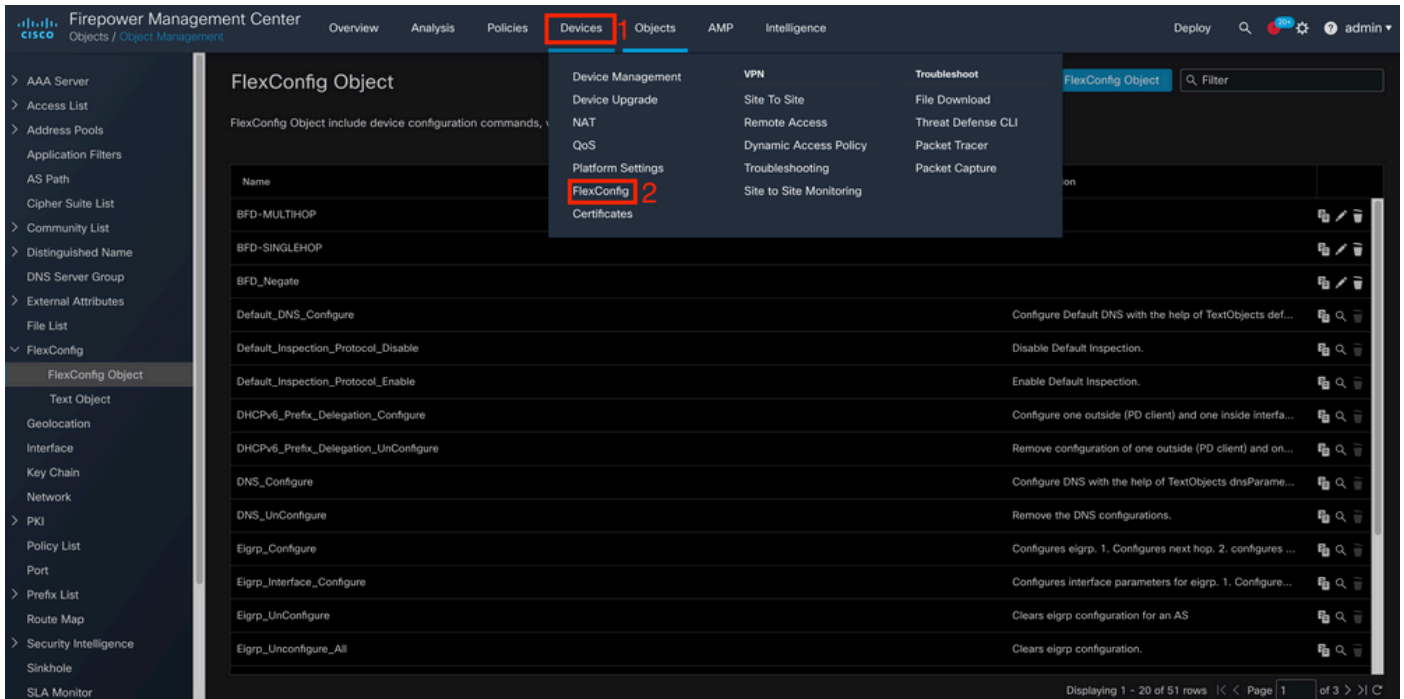 Firepower Management Center
CISCO Objects / Object Management
Overview Analysis Policies Devices 1 Objects AMP Intelligence Deploy 20+ admin
AAA Server
Access List
Address Pools
Application Filters
AS Path
Cipher Suite List
Community List
Distinguished Name
DNS Server Group
External Attributes
File List
FlexConfig
FlexConfig Object
Text Object
Geolocation
Interface
Key Chain
Network
PKI
Policy List
Port
Prefix List
Route Map
Security Intelligence
Sinkhole
SLA Monitor
Device Management
Device Upgrade
NAT
QoS
Platform Settings
FlexConfig 2
Certificates
VPN
Site To Site
Remote Access
Dynamic Access Policy
Troubleshooting
Site to Site Monitoring
Troubleshoot
File Download
Threat Defense CLI
Packet Tracer
Packet Capture
FlexConfig Object
FlexConfig Object Filter
FlexConfig Object include device configuration commands,
Name
BFD-MULTIHOP
BFD-SINGLEHOP
BFD_Negate
Default_DNS_Configure Configure Default DNS with the help of TextObjects def...
Default_Inspection_Protocol_Disable Disable Default Inspection.
Default_Inspection_Protocol_Enable Enable Default Inspection.
DHCPv6_Prefix_Delegation_Configure Configure one outside (PD client) and one inside interfa...
DHCPv6_Prefix_Delegation_UnConfigure Remove configuration of one outside (PD client) and on...
DNS_Configure Configure DNS with the help of TextObjects dnsParame...
DNS_UnConfigure Remove the DNS configurations.
Eigrp_Configure Configures eigrp. 1. Configures next hop. 2. configures ...
Eigrp_Interface_Configure Configures interface parameters for eigrp. 1. Configure...
Eigrp_UnConfigure Clears eigrp configuration for an AS
Eigrp_Unconfigure_All Clears eigrp configuration.
Displaying 1 - 20 of 51 rows Page 1 of 3